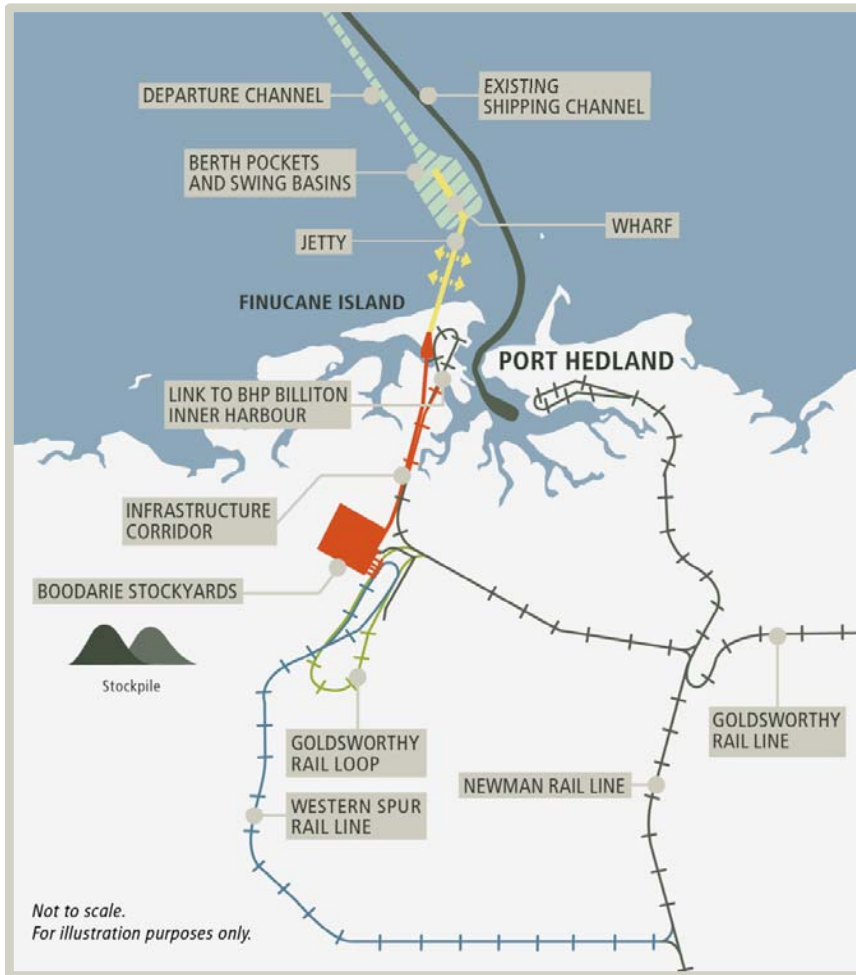 DEPARTURE CHANNEL
EXISTING
SHIPPING CHANNEL
BERTH POCKETS
AND SWING BASINS
WHARF
JETTY
FINUCANE ISLAND
PORT HEDLAND
LINK TO BHP BILLITON
INNER HARBOUR
INFRASTRUCTURE
CORRIDOR
BOODARIE STOCKYARDS
Stockpile
GOLDSWORTHY
RAIL LOOP
GOLDSWORTHY
RAIL LINE
NEWMAN RAIL LINE
WESTERN SPUR
RAIL LINE
Not to scale.
For illustration purposes only.